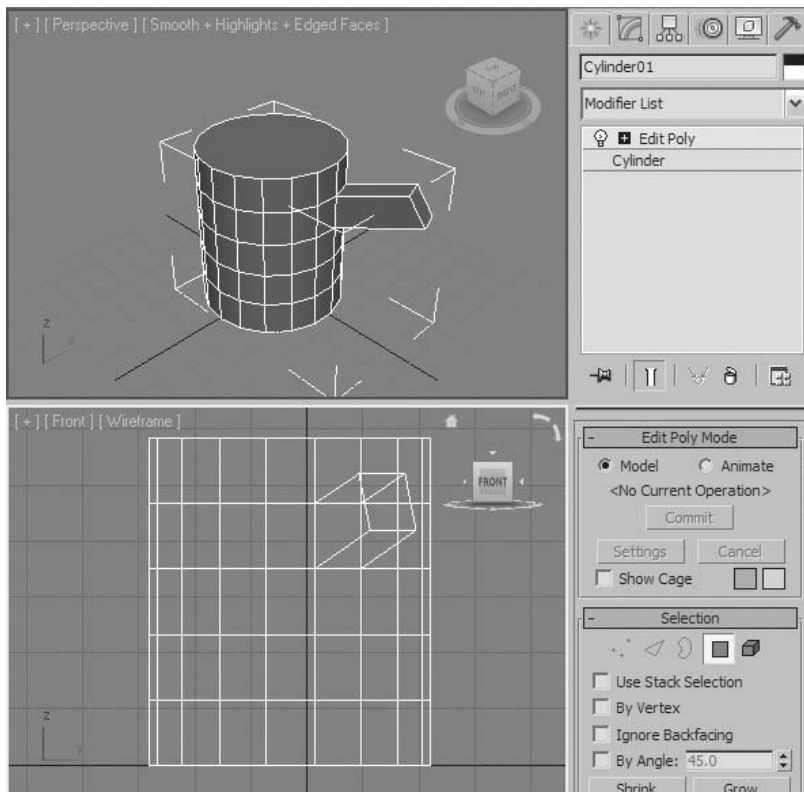 [ + ] [ Perspective ] [ Smooth + Highlights + Edged Faces ]
FRONT
z
Cylinder01
Modifier List
Edit Poly
Cylinder
[ + ] [ Front ] [ Wireframe ]
FRONT
z
Edit Poly Mode
Model Animate
<No Current Operation>
Commit
Settings Cancel
Show Cage
Selection
Use Stack Selection
By Vertex
Ignore Backfacing
By Angle: 45.0
Shrink Grow